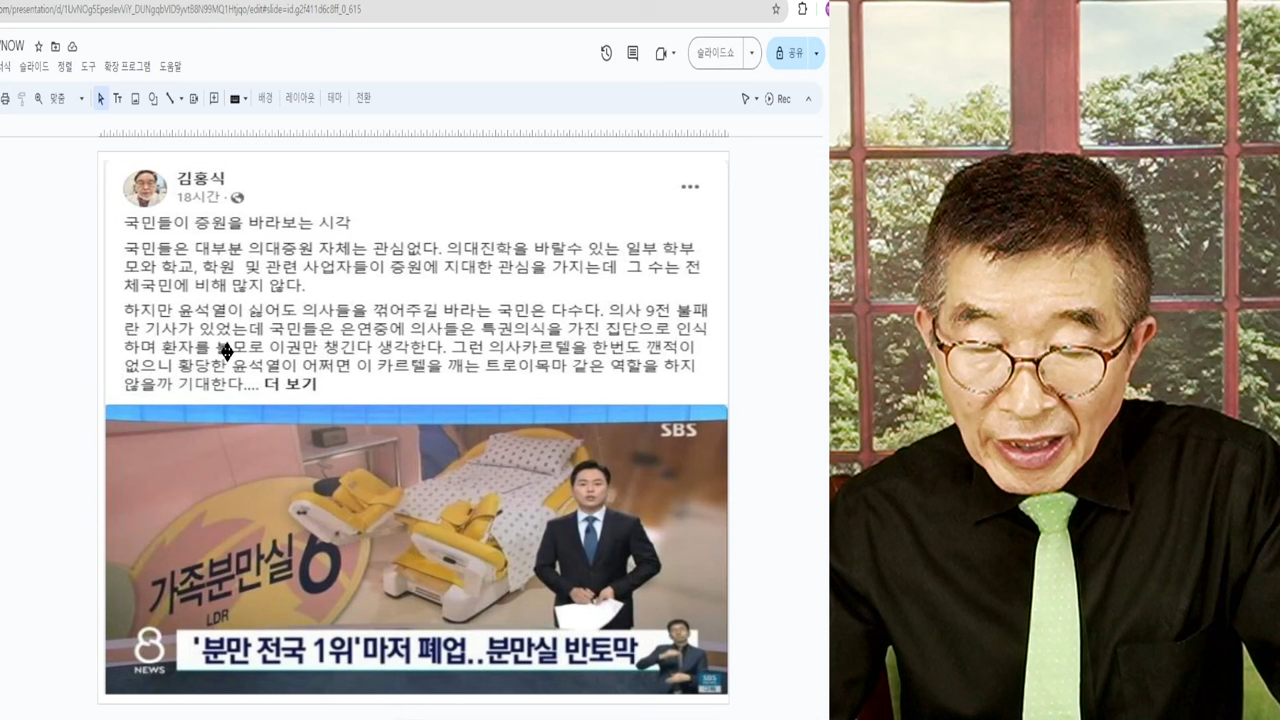 om/presentation/d/1UvNOg5EpeslevViY_DUNgqbVlD9yvtB8N99MQ1Htjqo/edit#slide=id.g2f411d6c8ff_0_615
NOW
서식 슬라이드 정렬 도구 확장 프로그램 도움말
슬라이드쇼
공유
맞춤
배경 레이아웃 테마 전환
Rec
김홍식
18시간
국민들이 증원을 바라보는 시각
국민들은 대부분 의대증원 자체는 관심없다. 의대진학을 바랄수 있는 일부 학부
모와 학교, 학원 및 관련 사업자들이 증원에 지대한 관심을 가지는데 그 수는 전
체국민에 비해 많지 않다.
하지만 윤석열이 싫어도 의사들을 꺾어주길 바라는 국민은 다수다. 의사 9전 불패
란 기사가 있었는데 국민들은 은연중에 의사들은 특권의식을 가진 집단으로 인식
하며 환자를 이권만 챙긴다 생각한다. 그런 의사카르텔을 한번도 깬적이
없으니 황당한 윤석열이 어쩌면 이 카르텔을 깨는 트로이목마 같은 역할을 하지
않을까 기대한다.... 더 보기
SBS
가족분만실 6
LDR
8 NEWS
'분만 전국 1위'마저 폐업..분만실 반토막
SBS